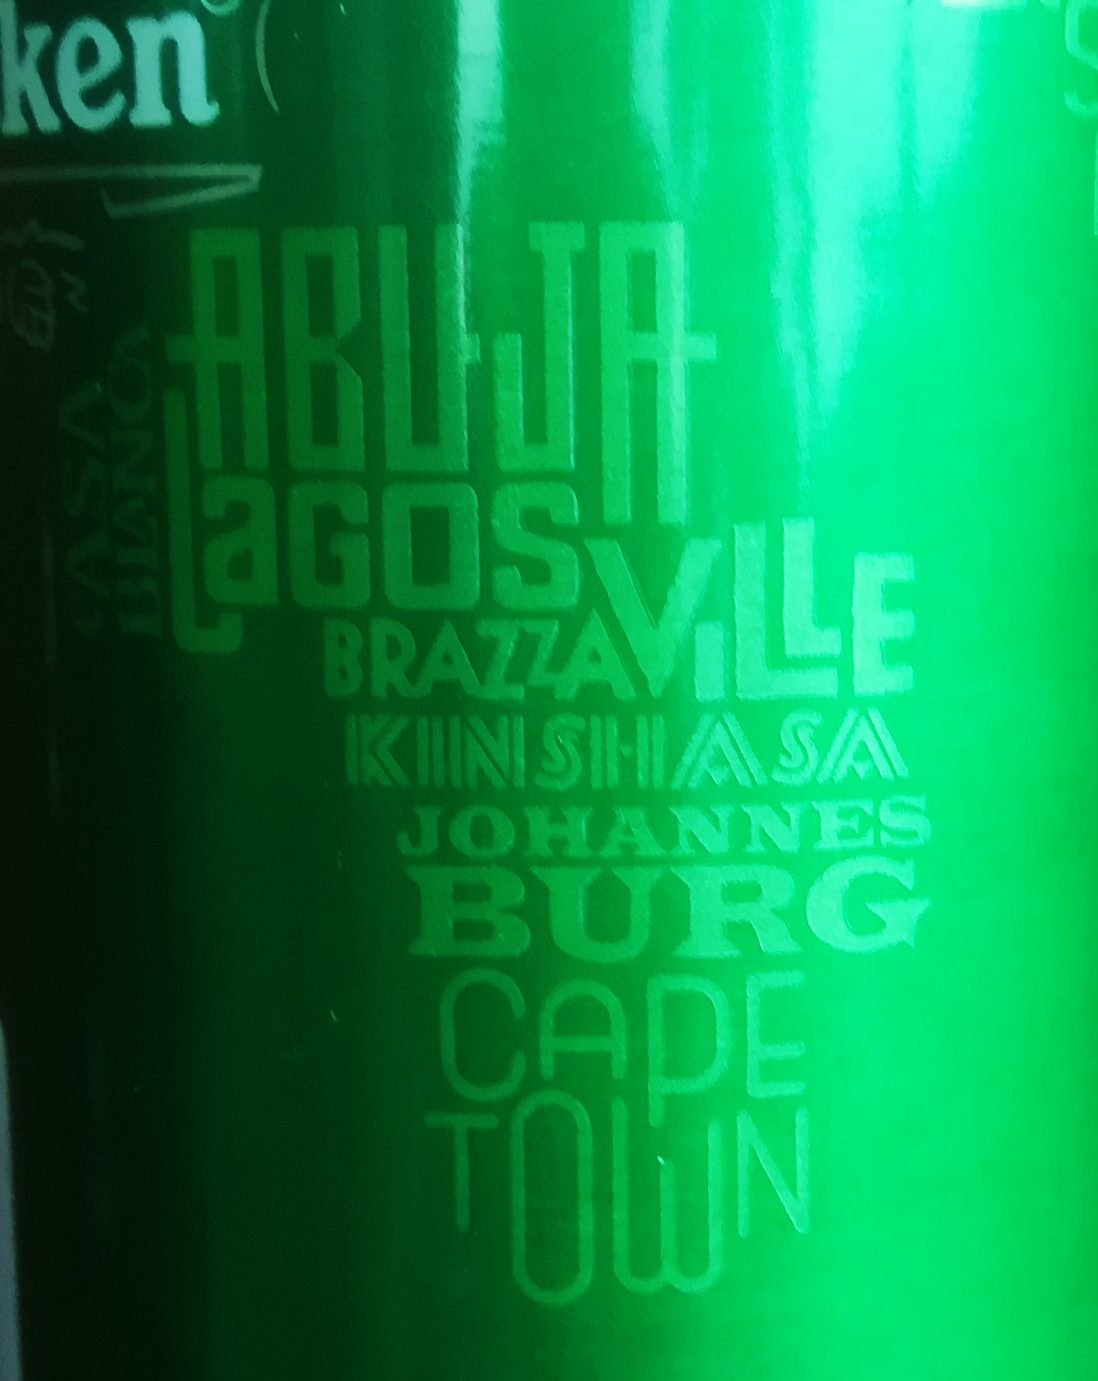 ken
CASA
BLANCA
ABUJA
LaGOS
BRAZZAVILLE
KINSHASA
JOHANNES
BURG
CAPE
TOWN